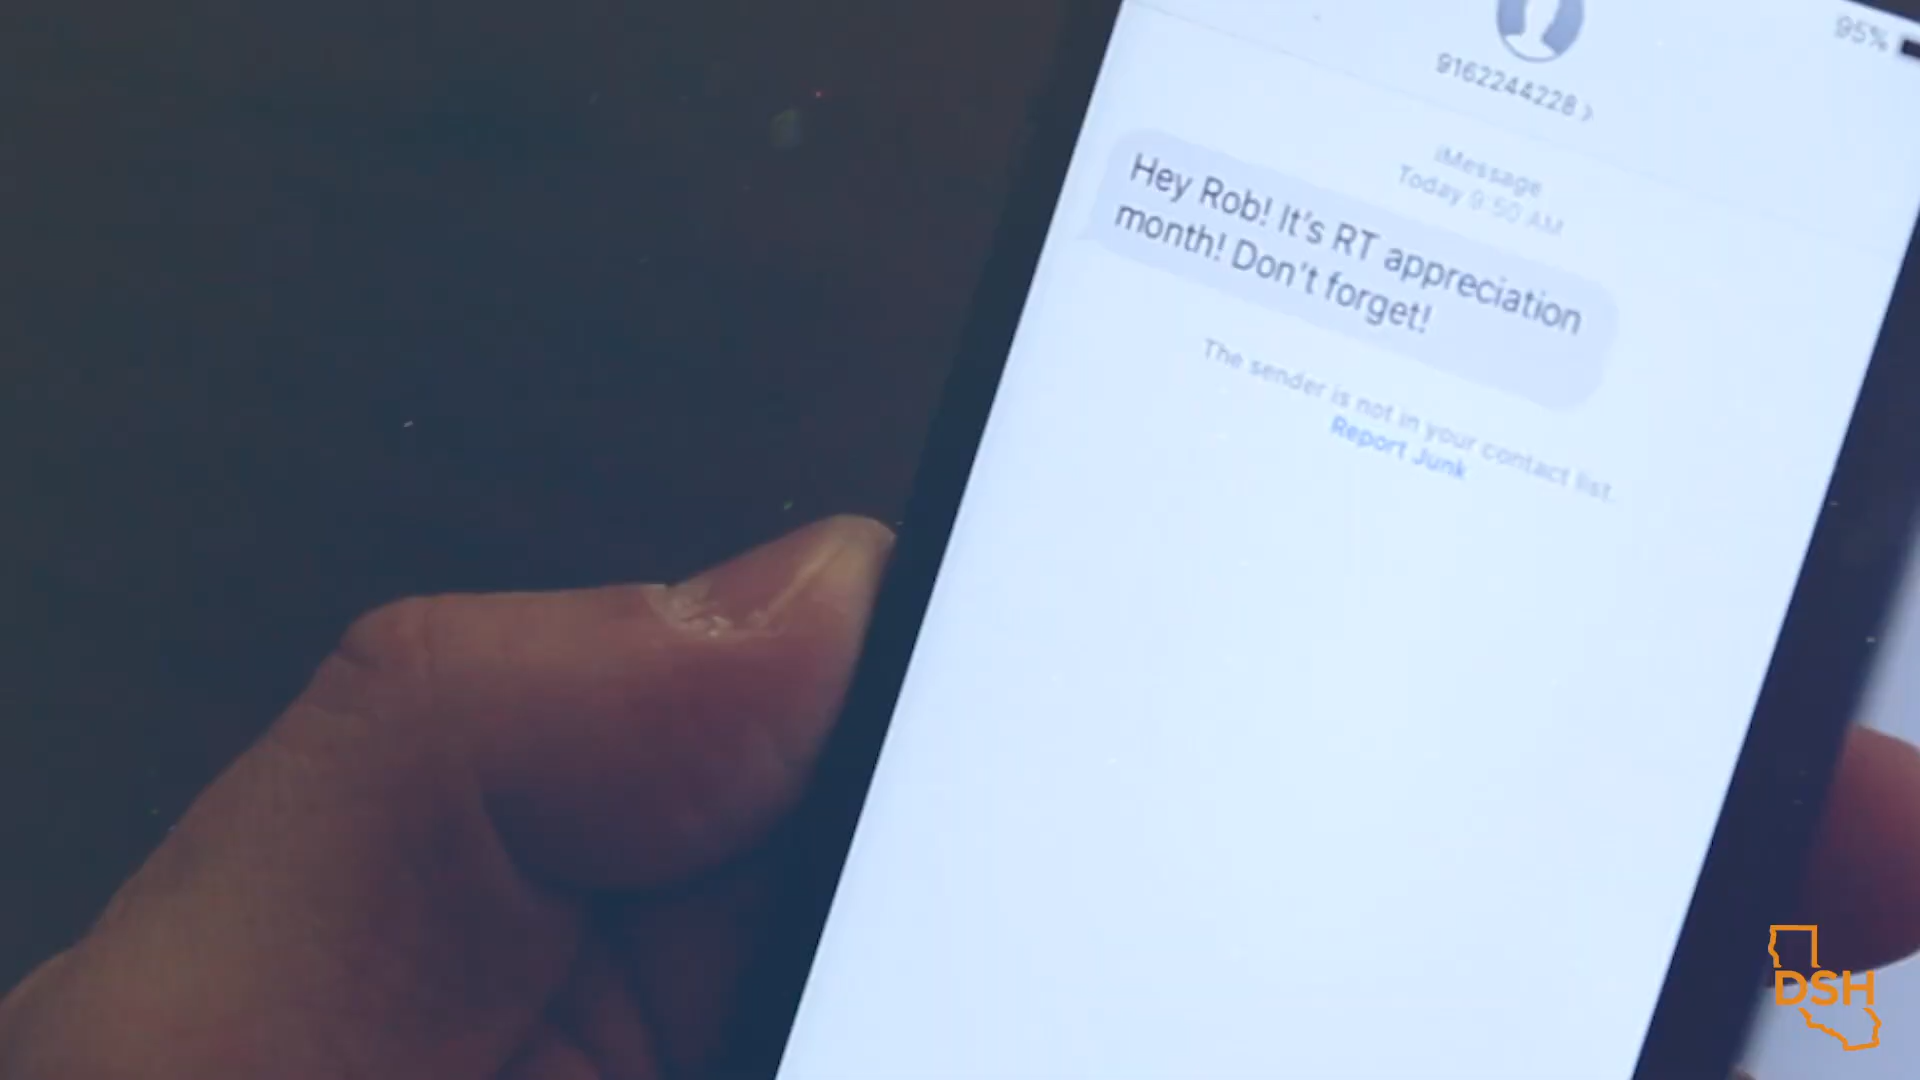 95%
9162244228 >
iMessage
Today 9:50 AM
Hey Rob! It's RT appreciation
month! Don't forget!
The sender is not in your contact list.
Report Junk
DSH